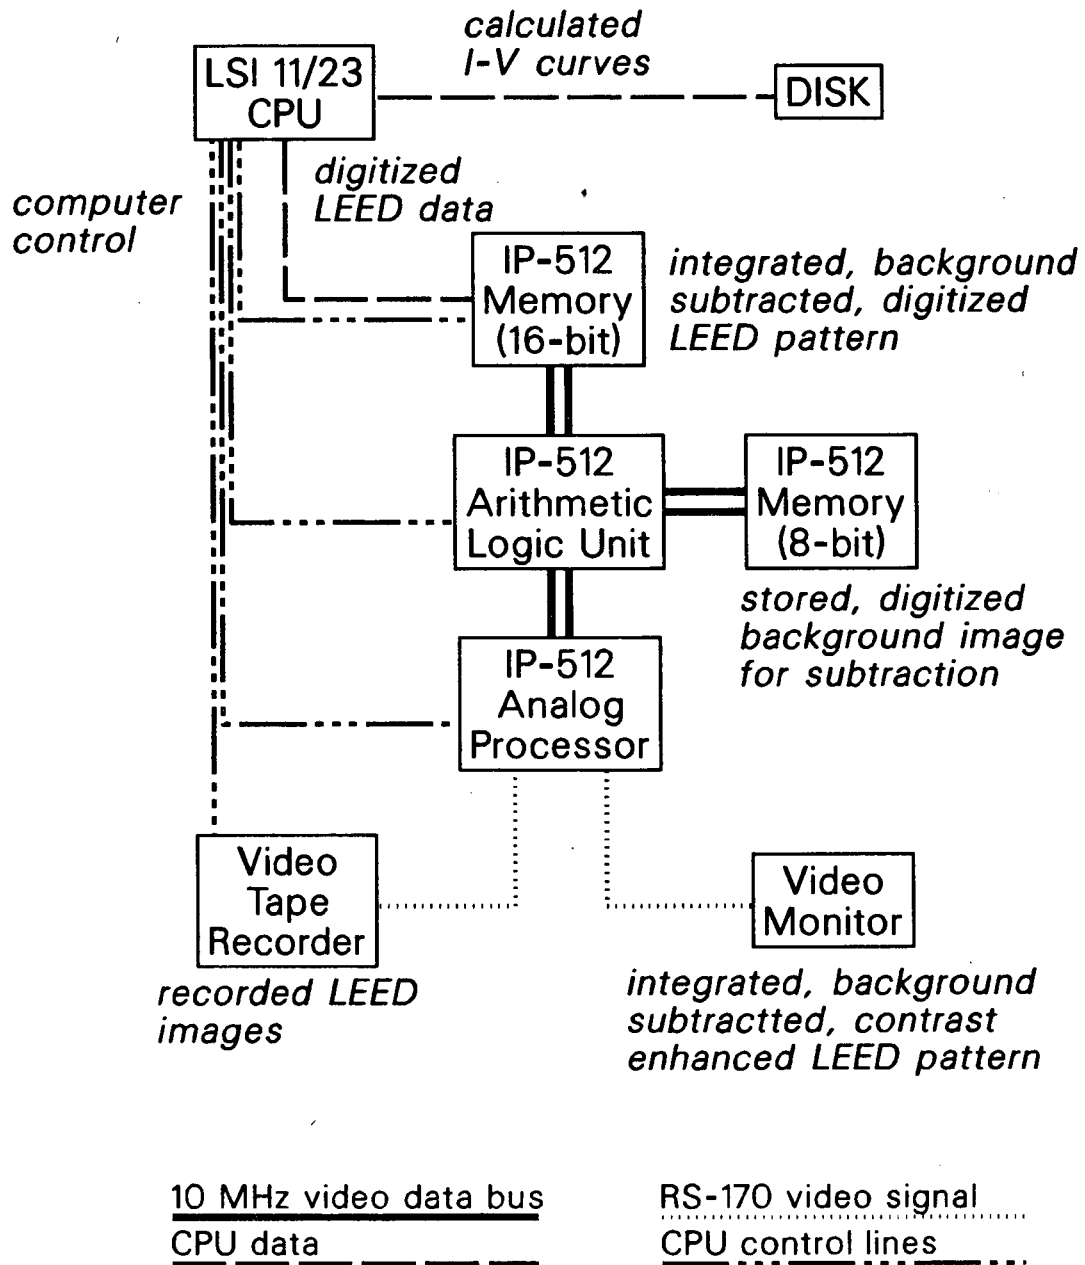 calculated
I-V curves
LSI 11/23
CPU
DISK
digitized
LEED data
computer
control
IP-512
Memory
(16-bit)
integrated, background
subtracted, digitized
LEED pattern
IP-512
Arithmetic
Logic Unit
IP-512
Memory
(8-bit)
stored, digitized
background image
for subtraction
IP-512
Analog
Processor
Video
Tape
Recorder
recorded LEED
images
Video
Monitor
integrated, background
subtractted, contrast
enhanced LEED pattern
10 MHz video data bus
RS-170 video signal
CPU data
CPU control lines